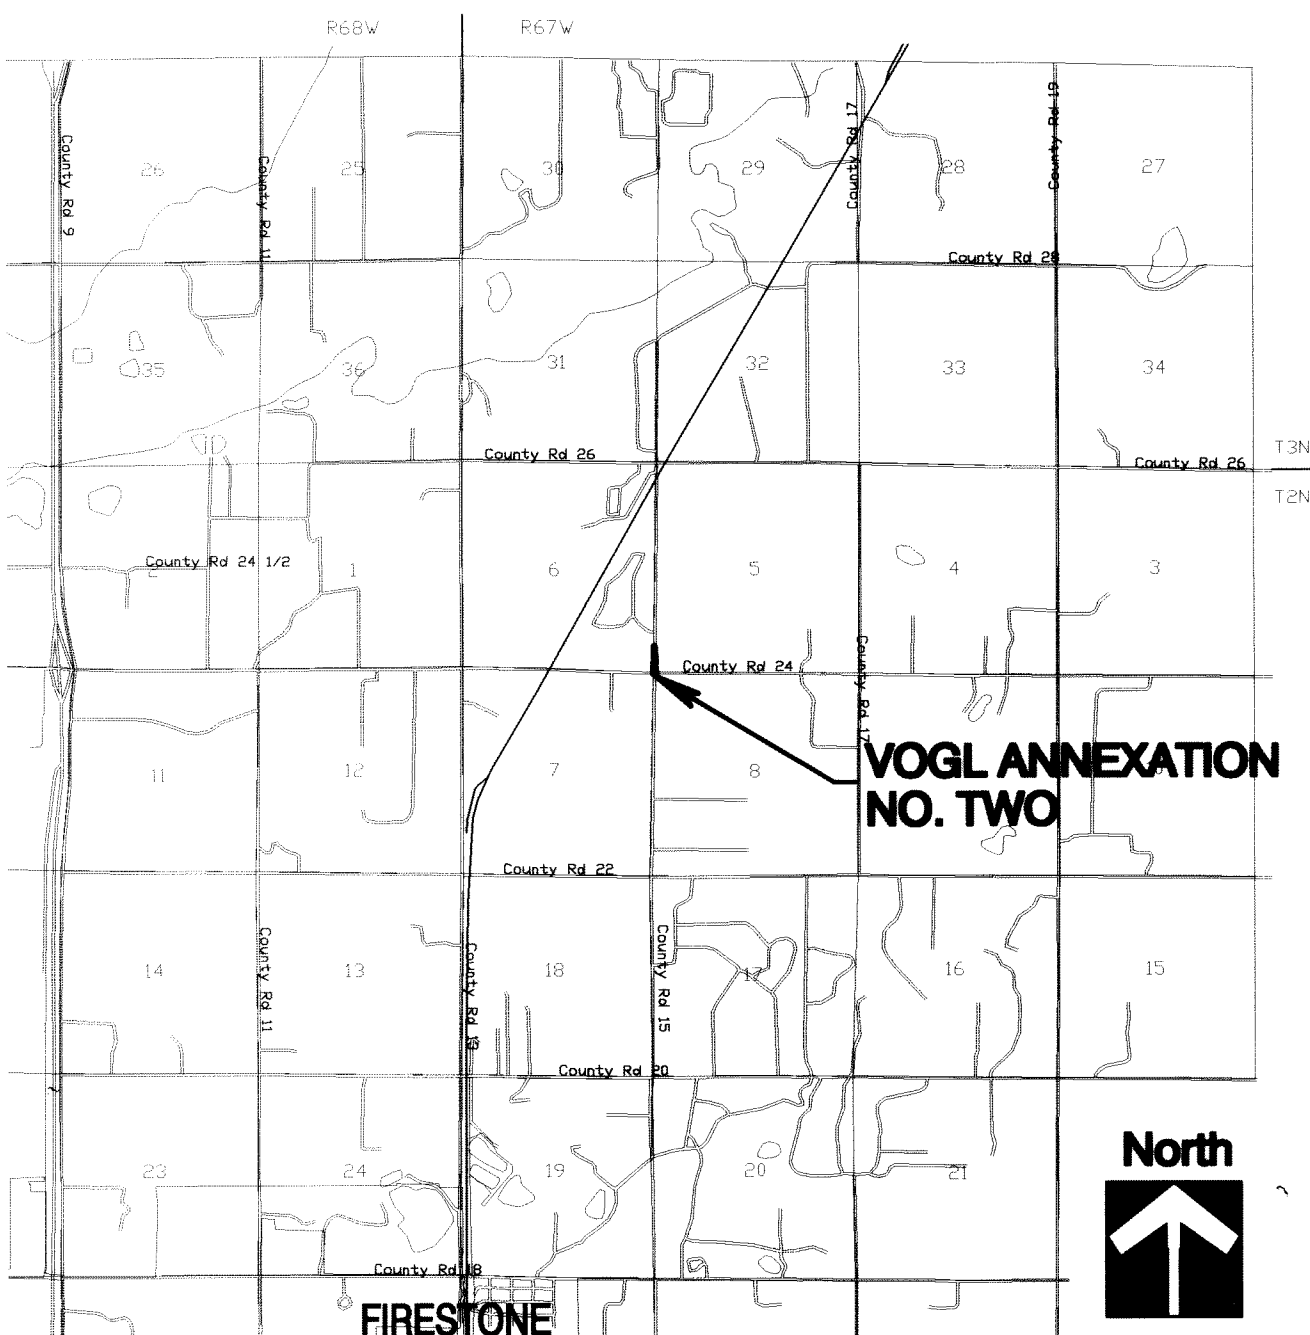 R68W
R67W
County Rd 9
County Rd 11
County Rd 17
County Rd 19
26
25
30
29
28
27
County Rd 28
35
36
31
32
33
34
T3N
County Rd 26
County Rd 26
T2N
County Rd 24 1/2
2
1
6
5
4
3
County Rd 24
County Rd 17
11
12
7
8
VOGL ANNEXATION
NO. TWO
County Rd 22
County Rd 11
County Rd 13
County Rd 15
14
13
18
17
16
15
County Rd 20
North
23
24
19
20
21
County Rd 18
FIRESTONE